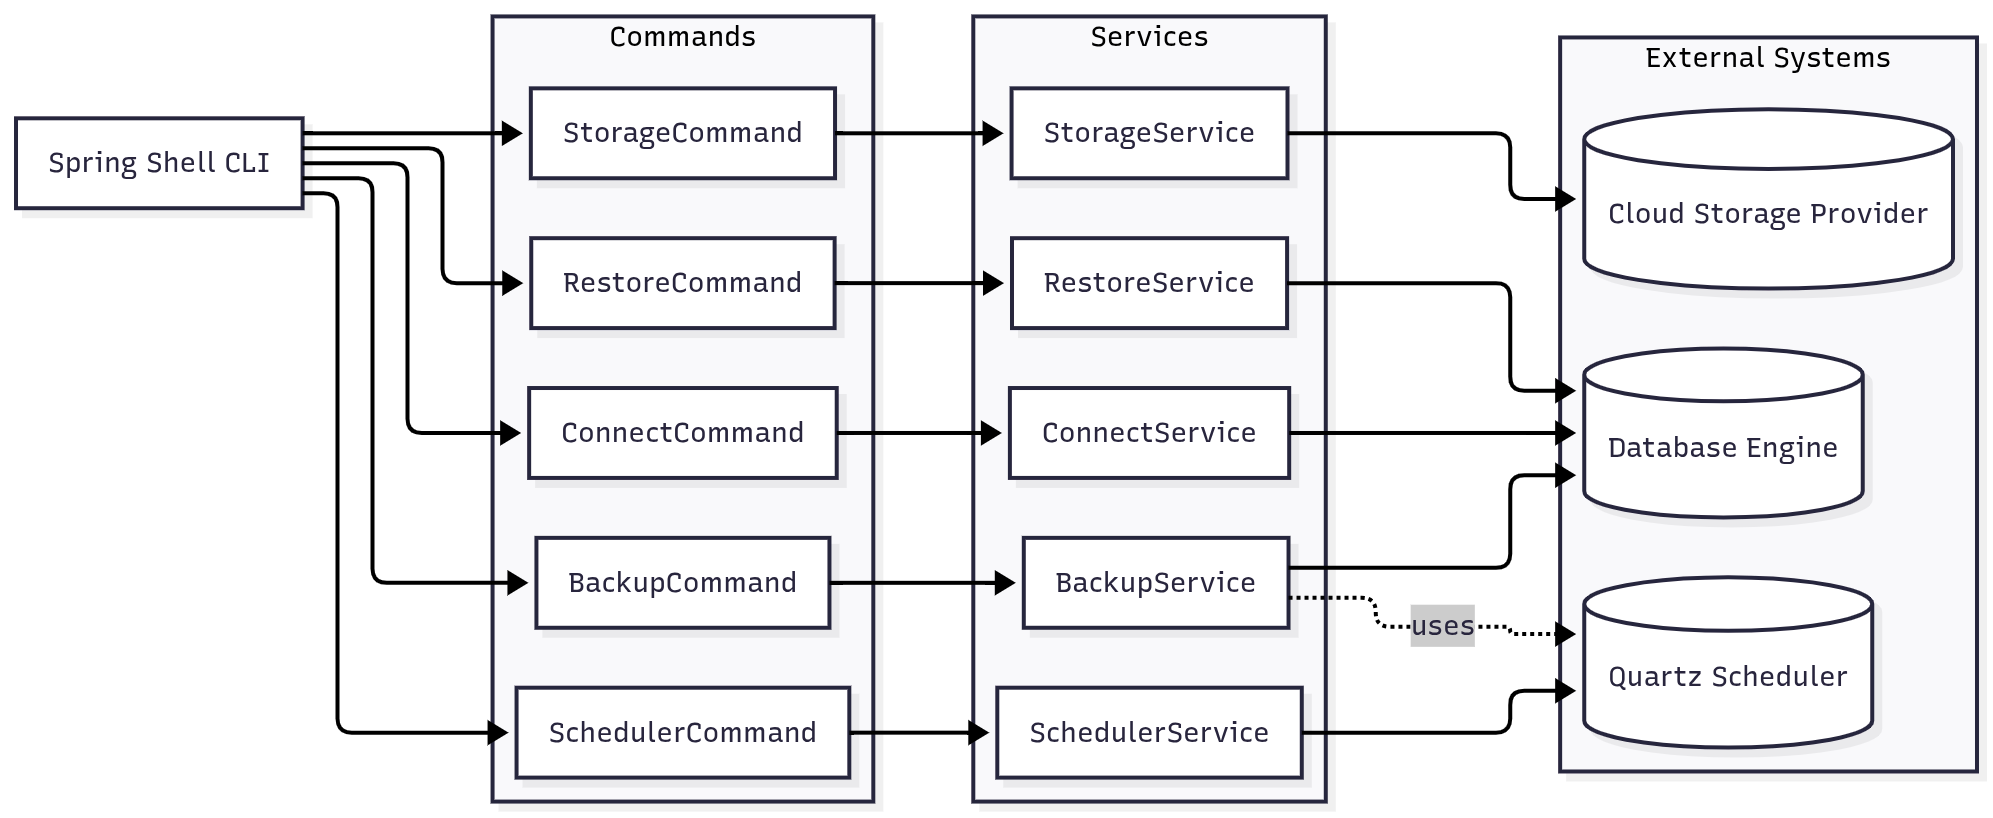 Commands
Services
External Systems
Spring Shell CLI
StorageCommand
StorageService
Cloud Storage Provider
RestoreCommand
RestoreService
ConnectCommand
ConnectService
Database Engine
BackupCommand
BackupService
uses
Quartz Scheduler
SchedulerCommand
SchedulerService